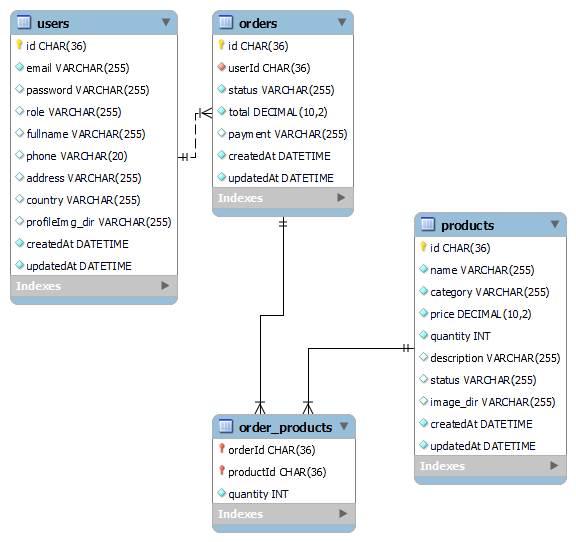 users
id CHAR(36)
email VARCHAR(255)
password VARCHAR(255)
role VARCHAR(255)
fullname VARCHAR(255)
phone VARCHAR(20)
address VARCHAR(255)
country VARCHAR(255)
profileImg_dir VARCHAR(255)
createdAt DATETIME
updatedAt DATETIME
Indexes
orders
id CHAR(36)
userId CHAR(36)
status VARCHAR(255)
total DECIMAL(10,2)
payment VARCHAR(255)
createdAt DATETIME
updatedAt DATETIME
Indexes
products
id CHAR(36)
name VARCHAR(255)
category VARCHAR(255)
price DECIMAL(10,2)
quantity INT
description VARCHAR(255)
status VARCHAR(255)
image_dir VARCHAR(255)
createdAt DATETIME
updatedAt DATETIME
Indexes
order_products
orderId CHAR(36)
productId CHAR(36)
quantity INT
Indexes